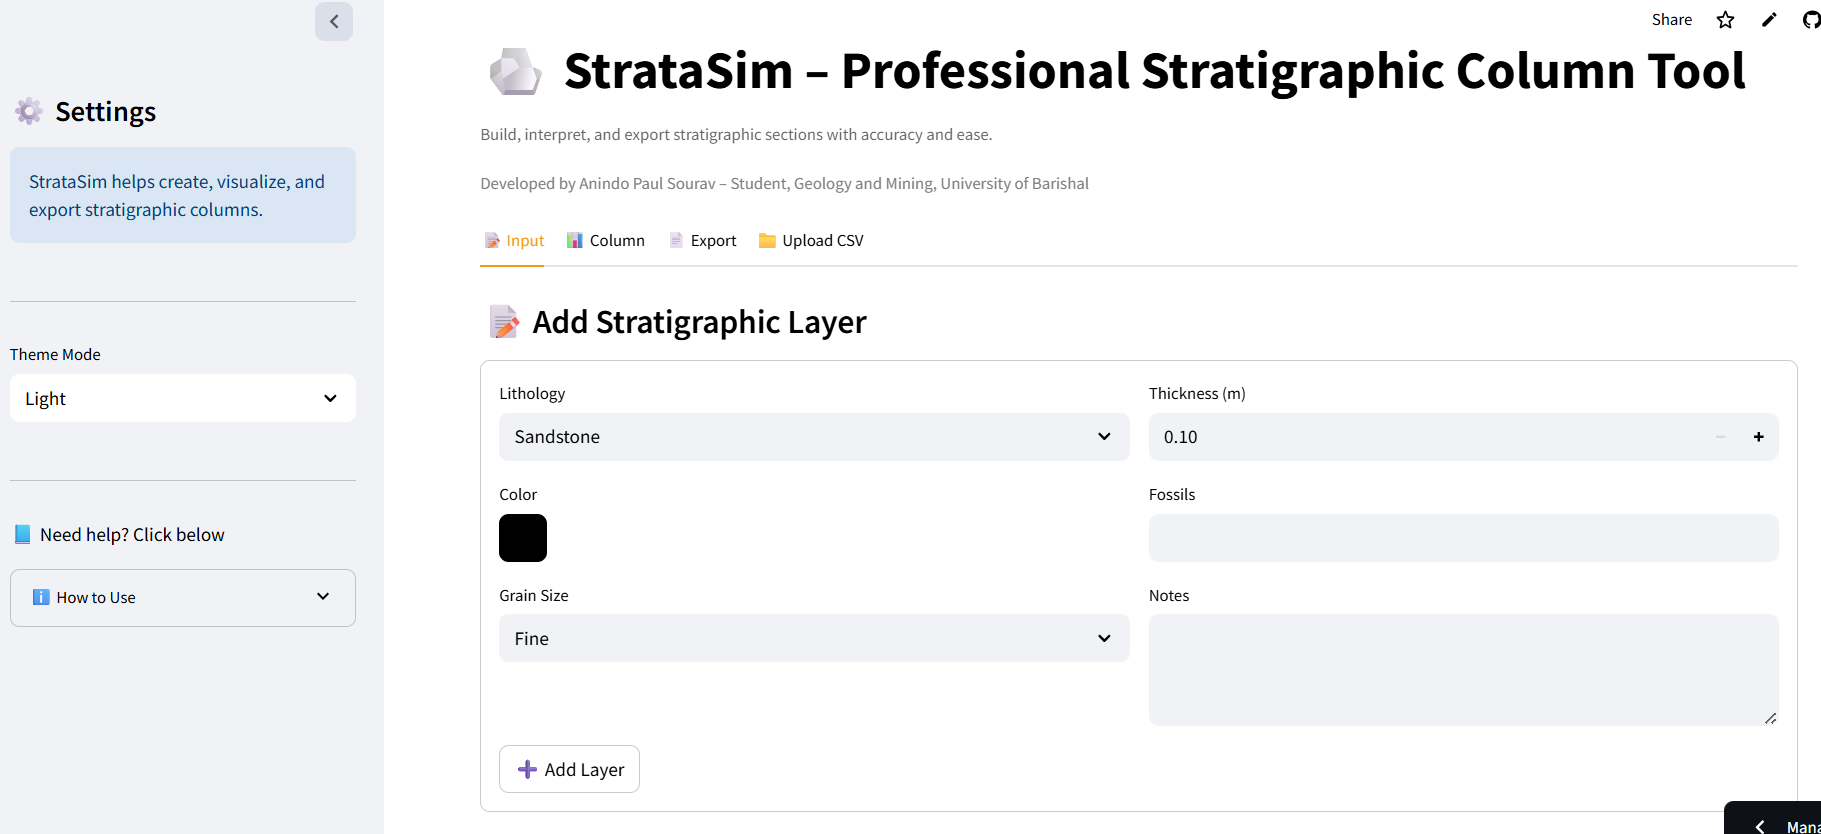 Share
Settings
StrataSim helps create, visualize, and
export stratigraphic columns.
Theme Mode
Light
Need help? Click below
How to Use
StrataSim – Professional Stratigraphic Column Tool
Build, interpret, and export stratigraphic sections with accuracy and ease.
Developed by Anindo Paul Sourav – Student, Geology and Mining, University of Barishal
Input Column Export Upload CSV
Add Stratigraphic Layer
Lithology
Sandstone
Thickness (m)
0.10
Color
Fossils
Grain Size
Fine
Notes
Add Layer